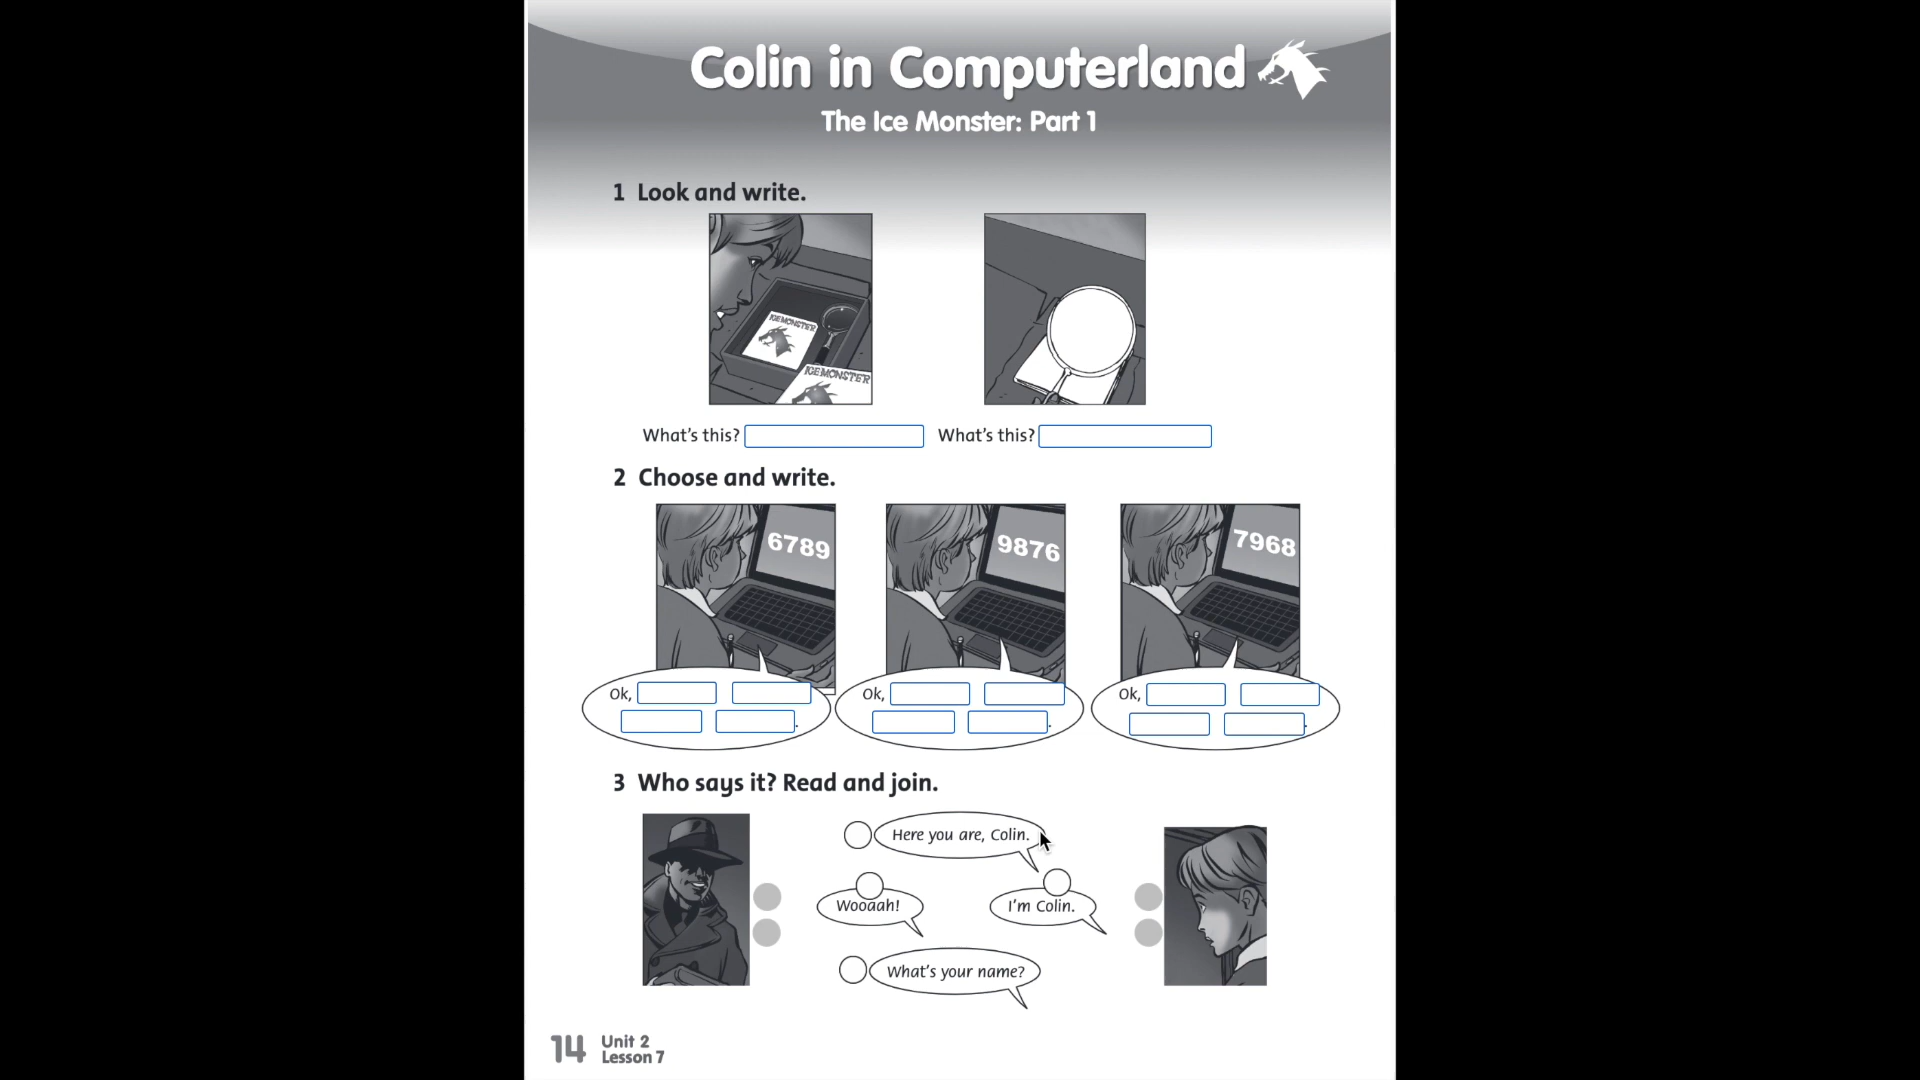 Colin in Computerland
The Ice Monster: Part 1
1 Look and write.
ICE MONSTER
ICE MONSTER
What's this? What's this?
2 Choose and write.
6789 9876 7968
Ok, Ok, Ok,
. . .
3 Who says it? Read and join.
Here you are, Colin.
Wooaah! I'm Colin.
What's your name?
14 Unit 2
Lesson 7